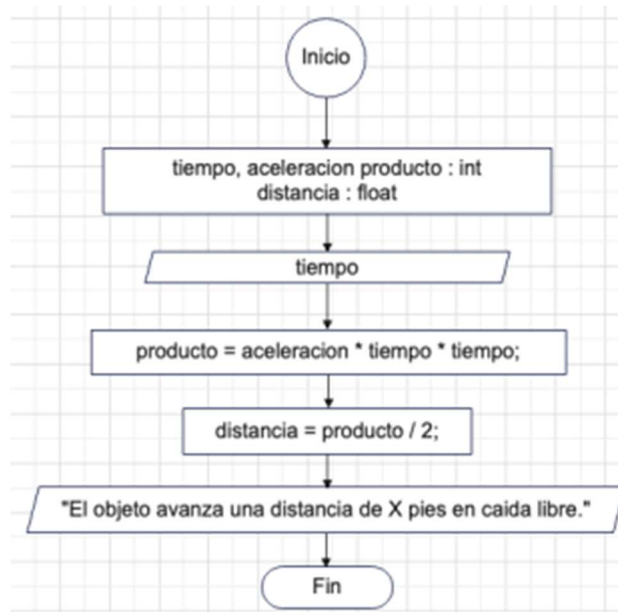 Inicio
tiempo, aceleracion producto : int
distancia : float
tiempo
producto = aceleracion * tiempo * tiempo;
distancia = producto / 2;
"El objeto avanza una distancia de X pies en caida libre."
Fin